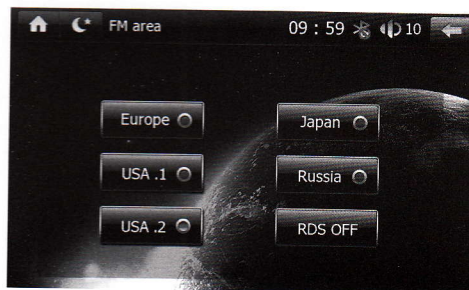 FM area 09 : 59 10
Europe Japan
USA .1 Russia
USA .2 RDS OFF